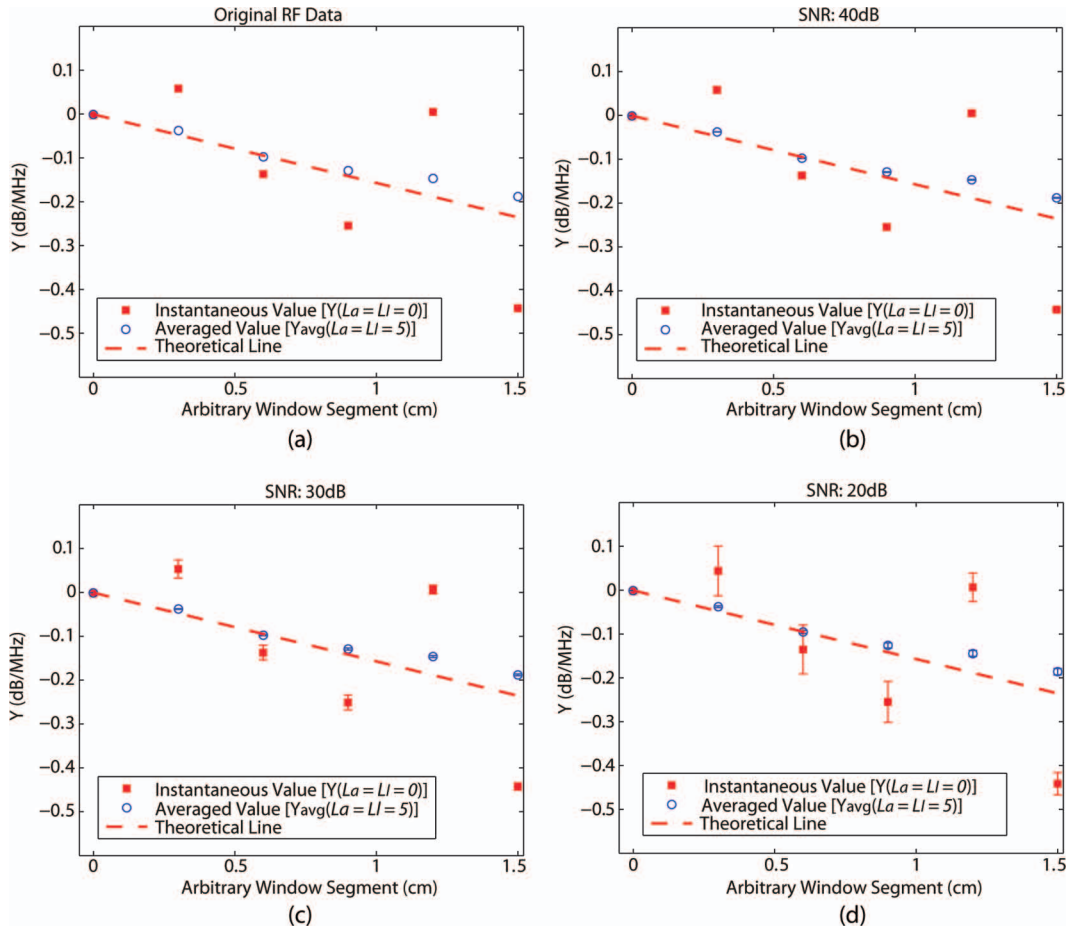 Original RF Data
0.1
0
−0.1
−0.2
−0.3
−0.4
−0.5
Y (dB/MHz)
Instantaneous Value [Y(La = LI = 0)]
Averaged Value [Yavg(La = LI = 5)]
Theoretical Line
0
0.5
1
1.5
Arbitrary Window Segment (cm)
(a)
SNR: 40dB
0.1
0
−0.1
−0.2
−0.3
−0.4
−0.5
Y (dB/MHz)
Instantaneous Value [Y(La = LI = 0)]
Averaged Value [Yavg(La = LI = 5)]
Theoretical Line
0
0.5
1
1.5
Arbitrary Window Segment (cm)
(b)
SNR: 30dB
0.1
0
−0.1
−0.2
−0.3
−0.4
−0.5
Y (dB/MHz)
Instantaneous Value [Y(La = LI = 0)]
Averaged Value [Yavg(La = LI = 5)]
Theoretical Line
0
0.5
1
1.5
Arbitrary Window Segment (cm)
(c)
SNR: 20dB
0.1
0
−0.1
−0.2
−0.3
−0.4
−0.5
Y (dB/MHz)
Instantaneous Value [Y(La = LI = 0)]
Averaged Value [Yavg(La = LI = 5)]
Theoretical Line
0
0.5
1
1.5
Arbitrary Window Segment (cm)
(d)